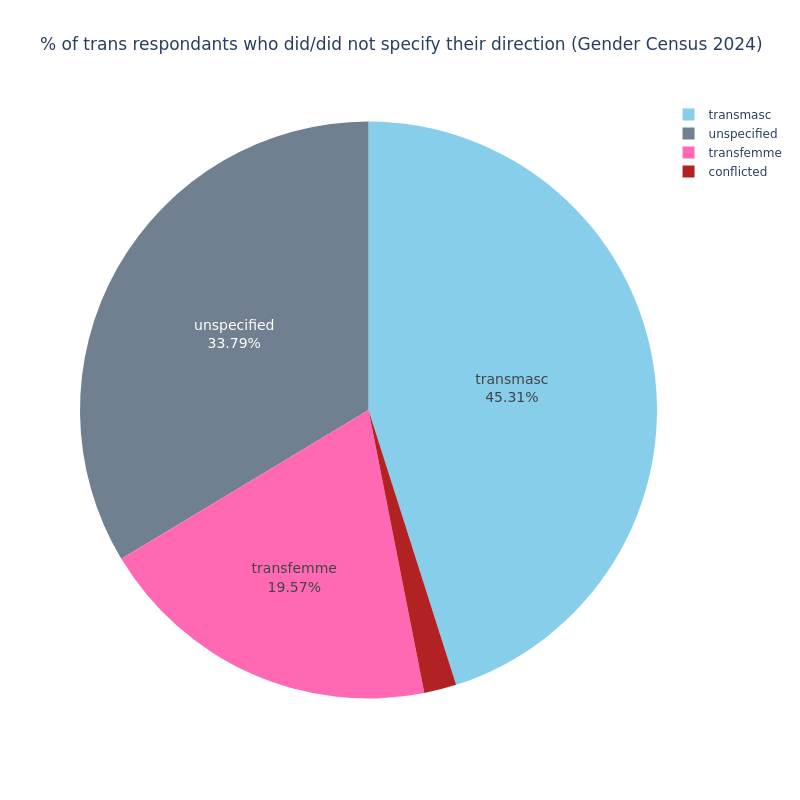 % of trans respondants who did/did not specify their direction (Gender Census 2024)
transmasc
unspecified
transfemme
conflicted
unspecified
33.79%
transmasc
45.31%
transfemme
19.57%